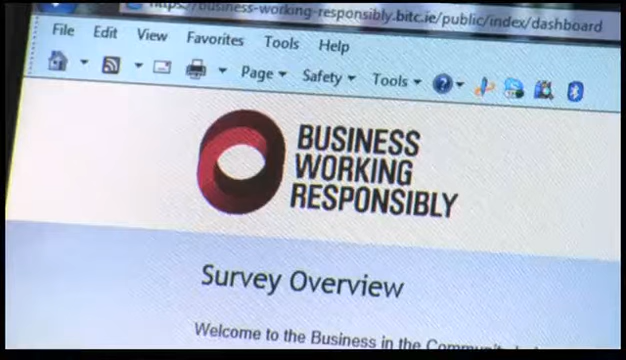 https://business-working-responsibly.bitc.ie/public/index/dashboard
File Edit View Favorites Tools Help
Page Safety Tools
BUSINESS
WORKING
RESPONSIBLY
Survey Overview
Welcome to the Business in the